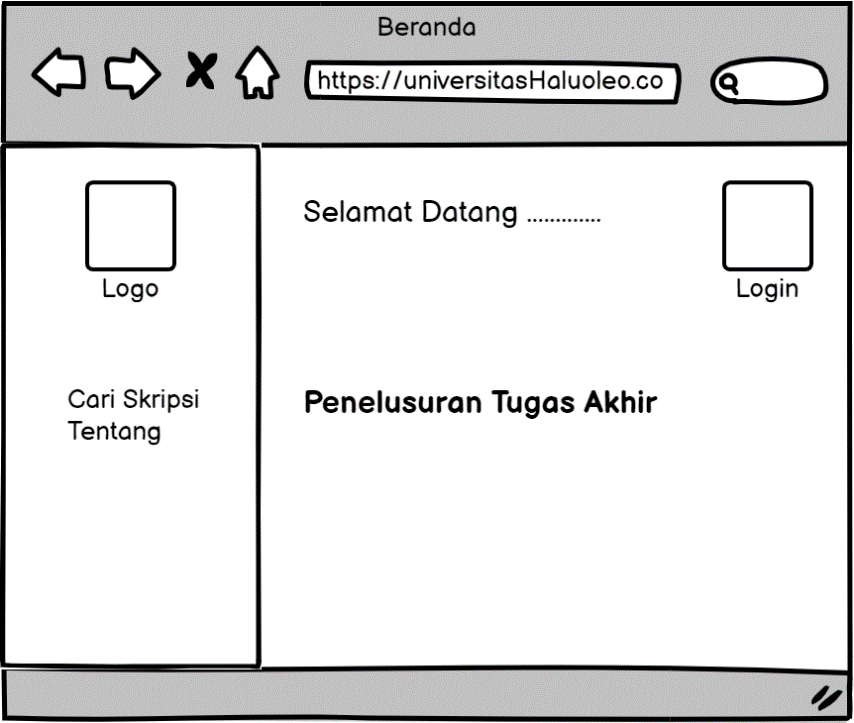 Beranda
https://universitasHaluoleo.co
Logo
Cari Skripsi
Tentang
Selamat Datang .............
Login
Penelusuran Tugas Akhir